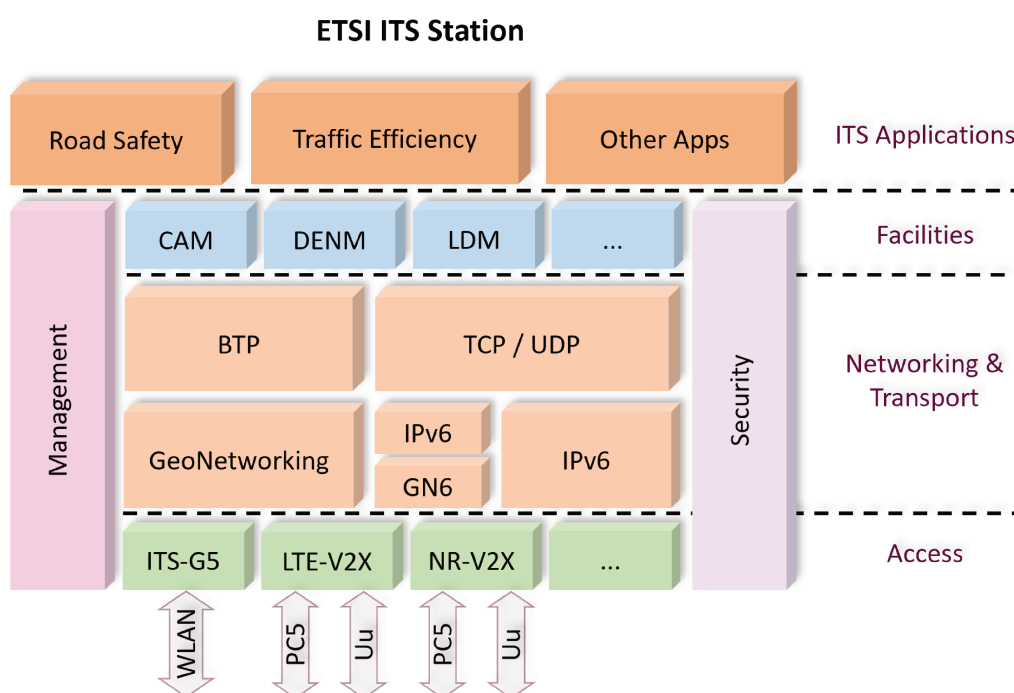 ETSI ITS Station
Road Safety
Traffic Efficiency
Other Apps
ITS Applications
CAM
DENM
LDM
...
Facilities
Management
BTP
TCP / UDP
Security
Networking &
Transport
GeoNetworking
IPv6
GN6
IPv6
ITS-G5
LTE-V2X
NR-V2X
...
Access
WLAN
PC5
Uu
PC5
Uu